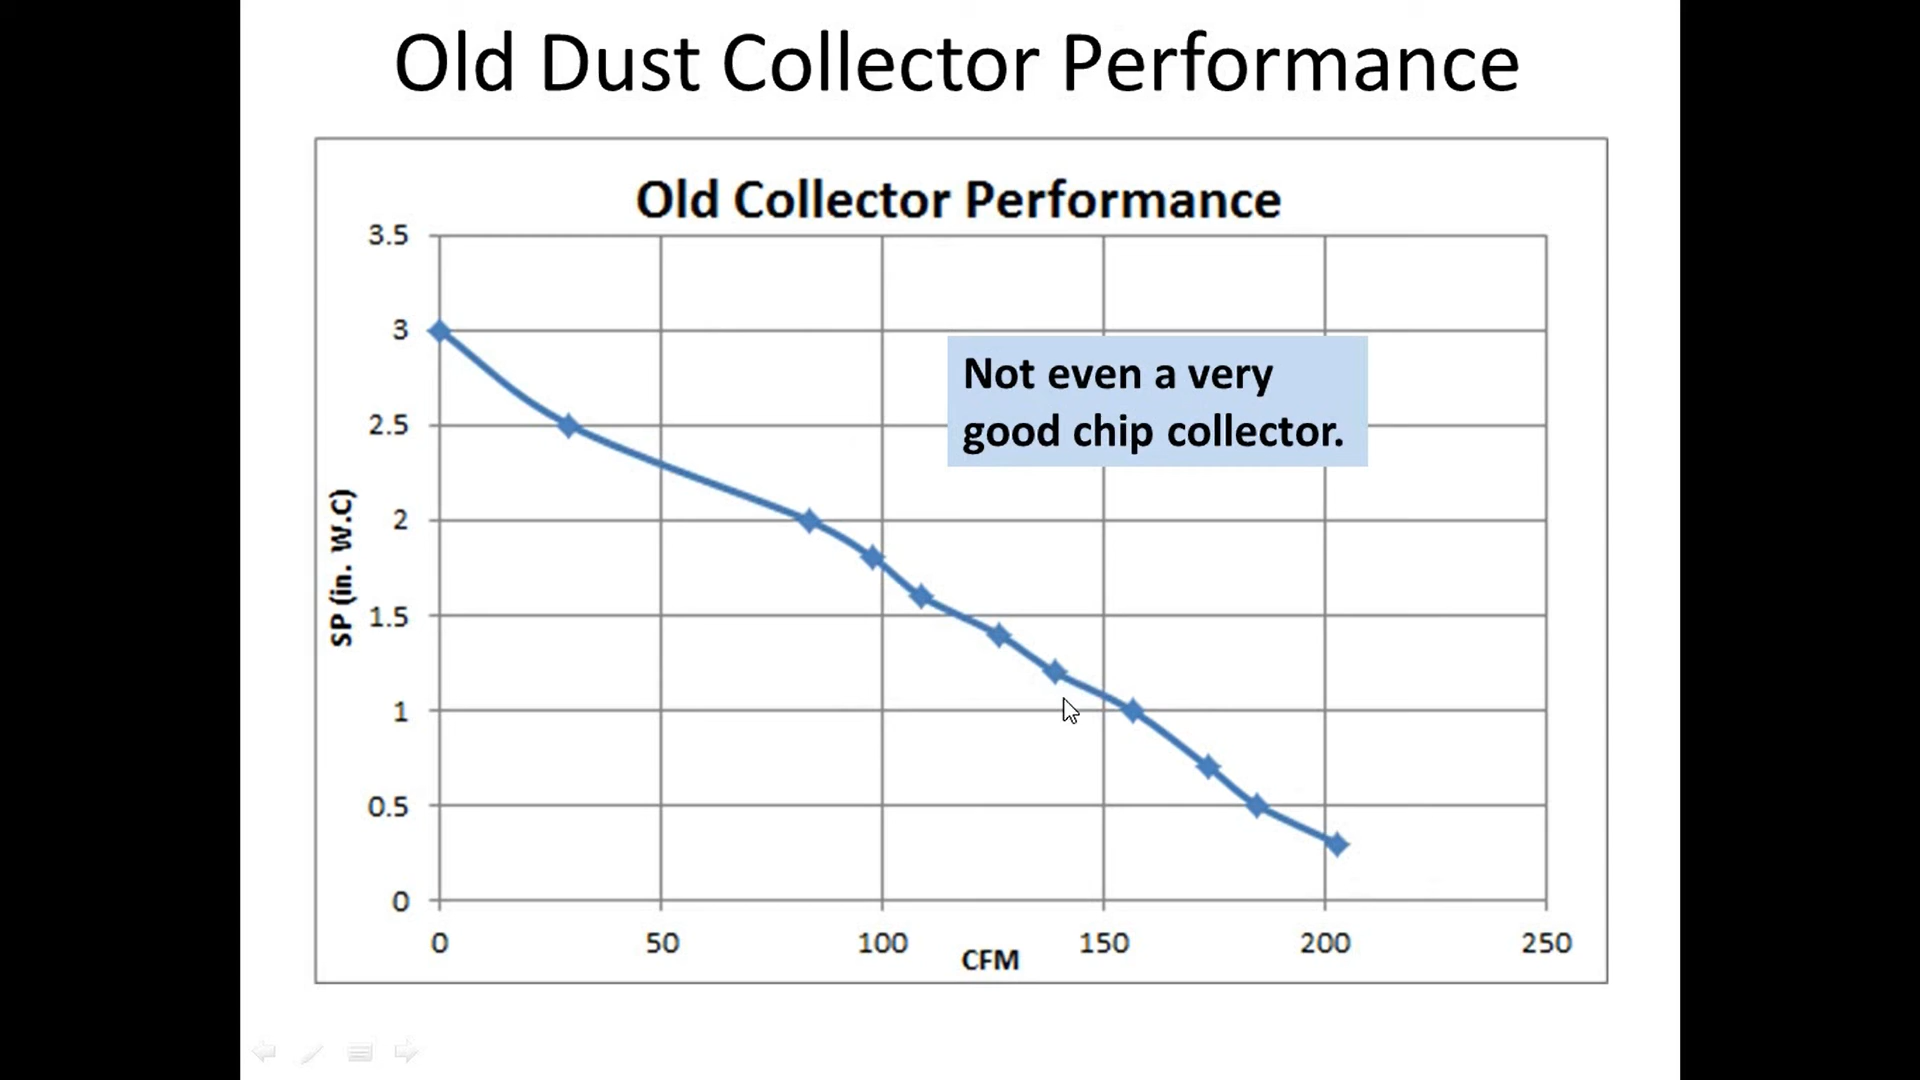 Old Dust Collector Performance
Old Collector Performance
3.5
3
2.5
2
1.5
1
0.5
0
SP (in. W.C)
Not even a very
good chip collector.
0 50 100 150 200 250
CFM